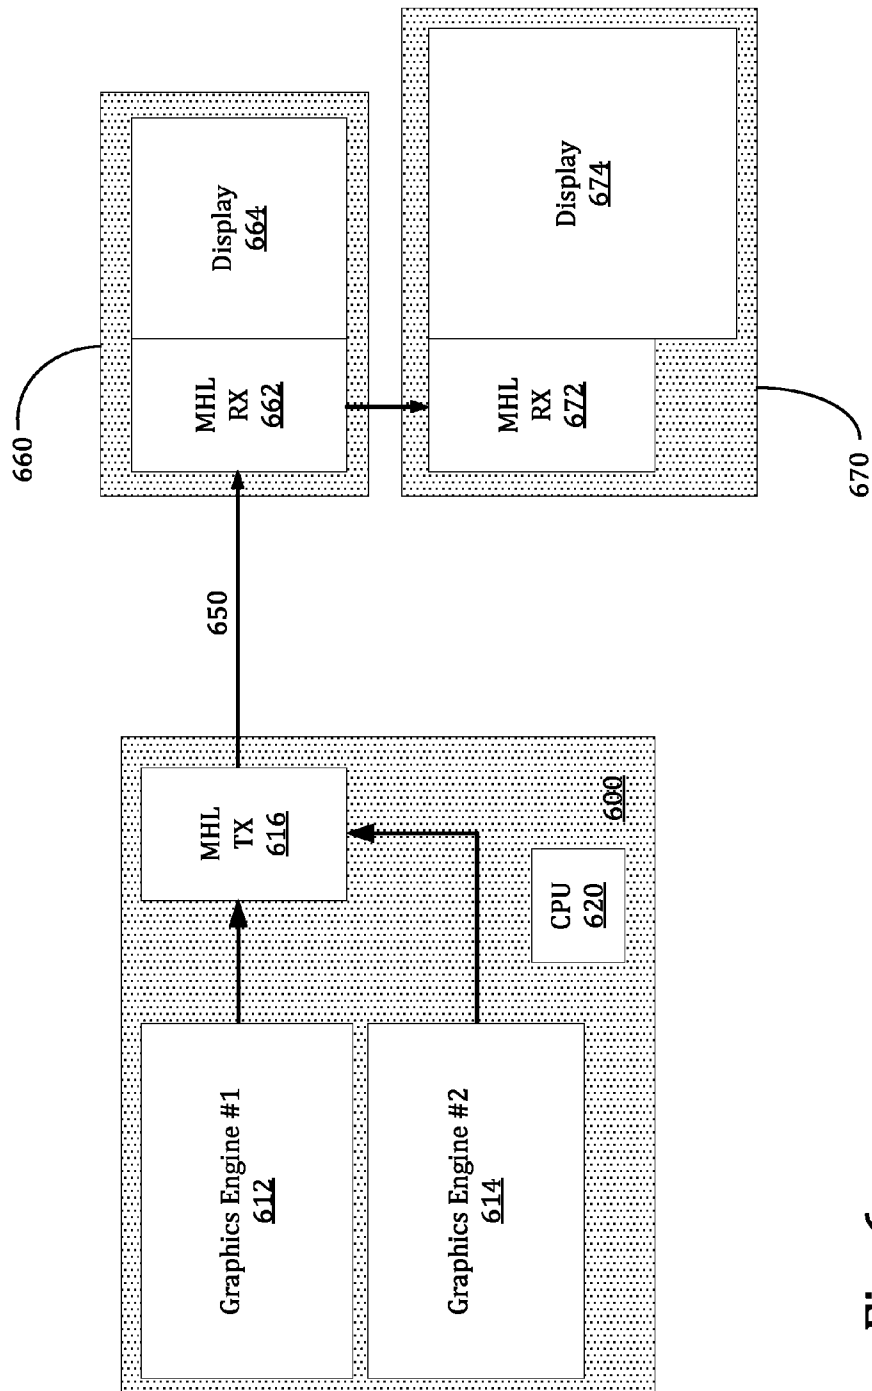 Graphics Engine #1
612
Graphics Engine #2
614
MHL
TX
616
CPU
620
600
650
660
MHL
RX
662
Display
664
MHL
RX
672
Display
674
670